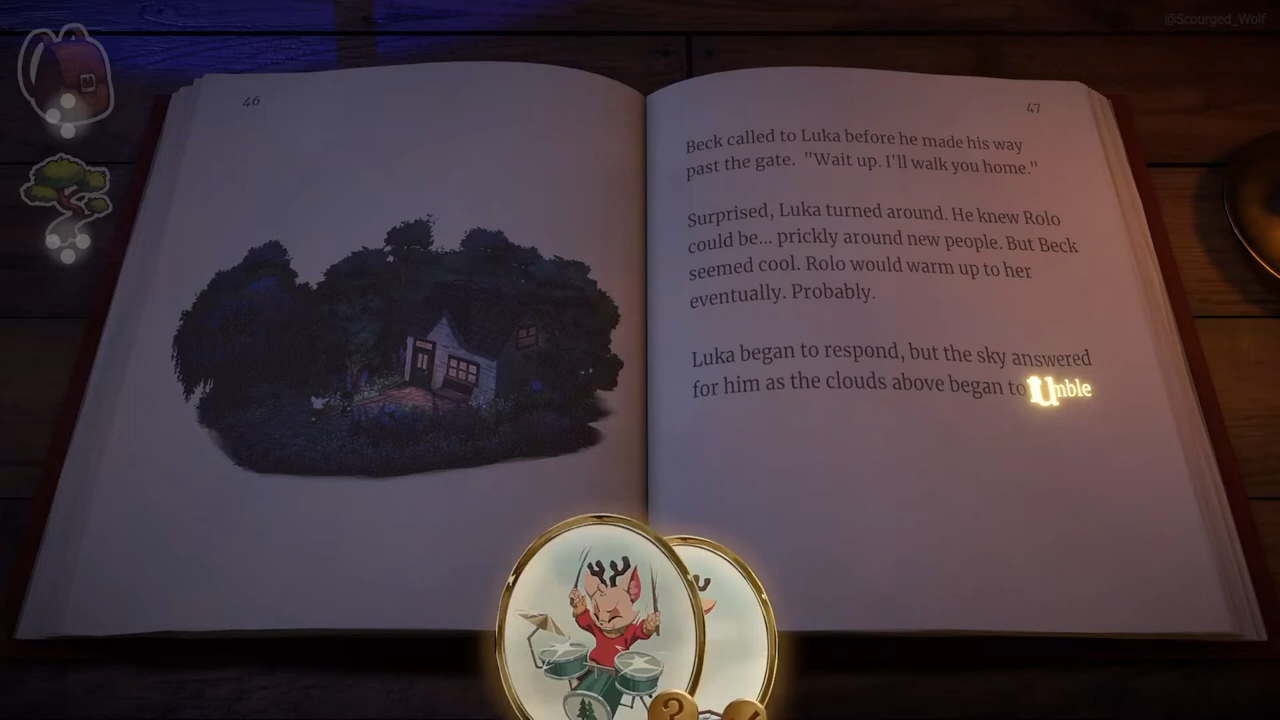 @Scourged_Wolf
46
47
Beck called to Luka before he made his way
past the gate. "Wait up. I'll walk you home."
Surprised, Luka turned around. He knew Rolo
could be... prickly around new people. But Beck
seemed cool. Rolo would warm up to her
eventually. Probably.
Luka began to respond, but the sky answered
for him as the clouds above began to Umble
?